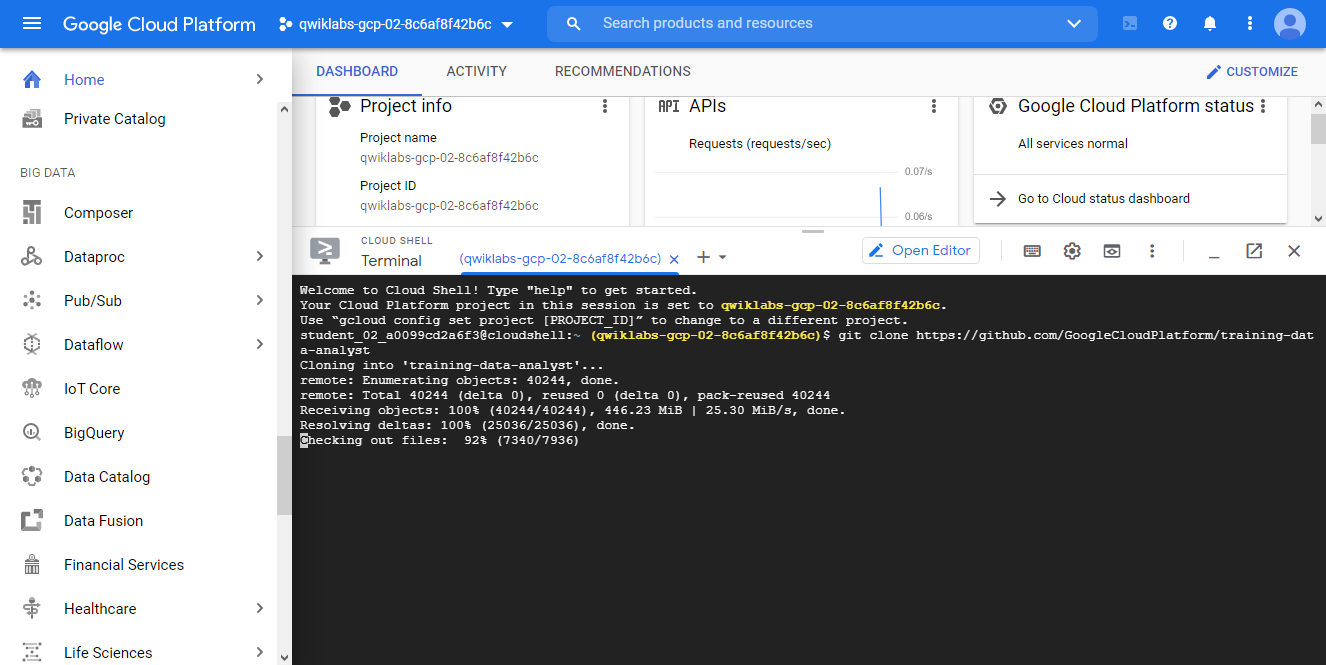 Google Cloud Platform
qwiklabs-gcp-02-8c6af8f42b6c
Search products and resources
Home
Private Catalog
BIG DATA
Composer
Dataproc
Pub/Sub
Dataflow
IoT Core
BigQuery
Data Catalog
Data Fusion
Financial Services
Healthcare
Life Sciences
DASHBOARD
ACTIVITY
RECOMMENDATIONS
CUSTOMIZE
Project info
Project name
qwiklabs-gcp-02-8c6af8f42b6c
Project ID
qwiklabs-gcp-02-8c6af8f42b6c
API APIs
Requests (requests/sec)
0.07/s
0.06/s
Google Cloud Platform status
All services normal
Go to Cloud status dashboard
CLOUD SHELL
Terminal
(qwiklabs-gcp-02-8c6af8f42b6c)
Open Editor
Welcome to Cloud Shell! Type "help" to get started.
Your Cloud Platform project in this session is set to qwiklabs-gcp-02-8c6af8f42b6c.
Use “gcloud config set project [PROJECT_ID]” to change to a different project.
student_02_a0099cd2a6f3@cloudshell:~ (qwiklabs-gcp-02-8c6af8f42b6c)$ git clone https://github.com/GoogleCloudPlatform/training-dat
a-analyst
Cloning into 'training-data-analyst'...
remote: Enumerating objects: 40244, done.
remote: Total 40244 (delta 0), reused 0 (delta 0), pack-reused 40244
Receiving objects: 100% (40244/40244), 446.23 MiB | 25.30 MiB/s, done.
Resolving deltas: 100% (25036/25036), done.
Checking out files:  92% (7340/7936)